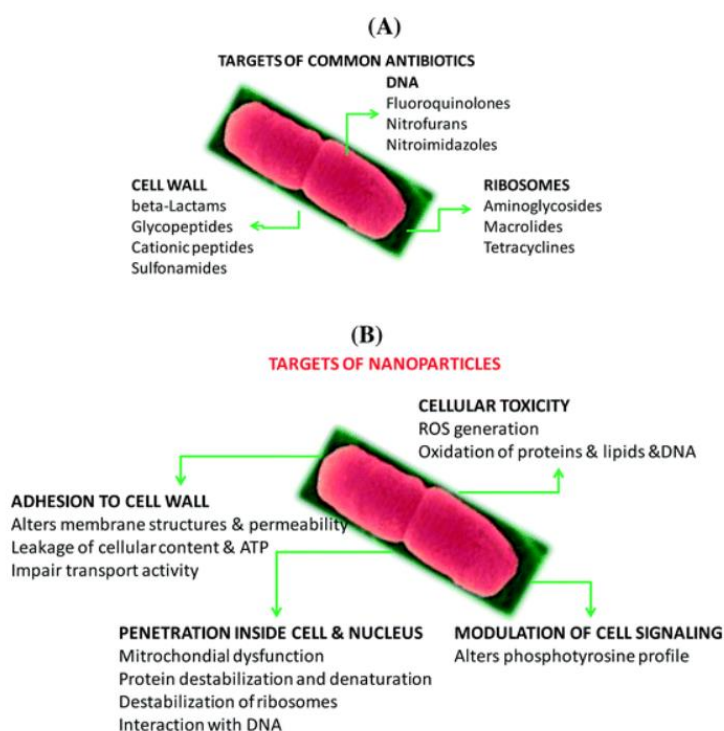 (A)
TARGETS OF COMMON ANTIBIOTICS
DNA
Fluoroquinolones
Nitrofurans
Nitroimidazoles
CELL WALL
beta-Lactams
Glycopeptides
Cationic peptides
Sulfonamides
RIBOSOMES
Aminoglycosides
Macrolides
Tetracyclines
(B)
TARGETS OF NANOPARTICLES
CELLULAR TOXICITY
ROS generation
Oxidation of proteins & lipids &DNA
ADHESION TO CELL WALL
Alters membrane structures & permeability
Leakage of cellular content & ATP
Impair transport activity
PENETRATION INSIDE CELL & NUCLEUS
Mitrochondial dysfunction
Protein destabilization and denaturation
Destabilization of ribosomes
Interaction with DNA
MODULATION OF CELL SIGNALING
Alters phosphotyrosine profile